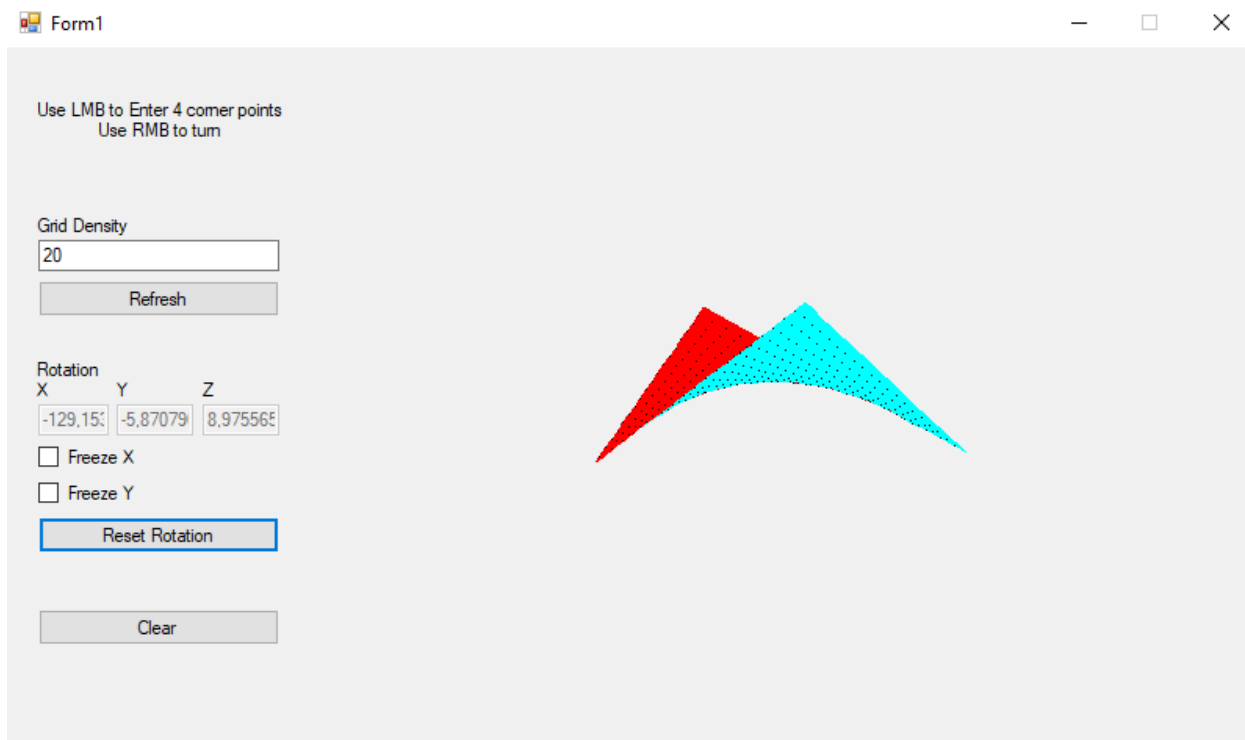 Form1
Use LMB to Enter 4 corner points
Use RMB to turn
Grid Density
20
Refresh
Rotation
X Y Z
-129,153 -5,87079 8,975565
Freeze X
Freeze Y
Reset Rotation
Clear